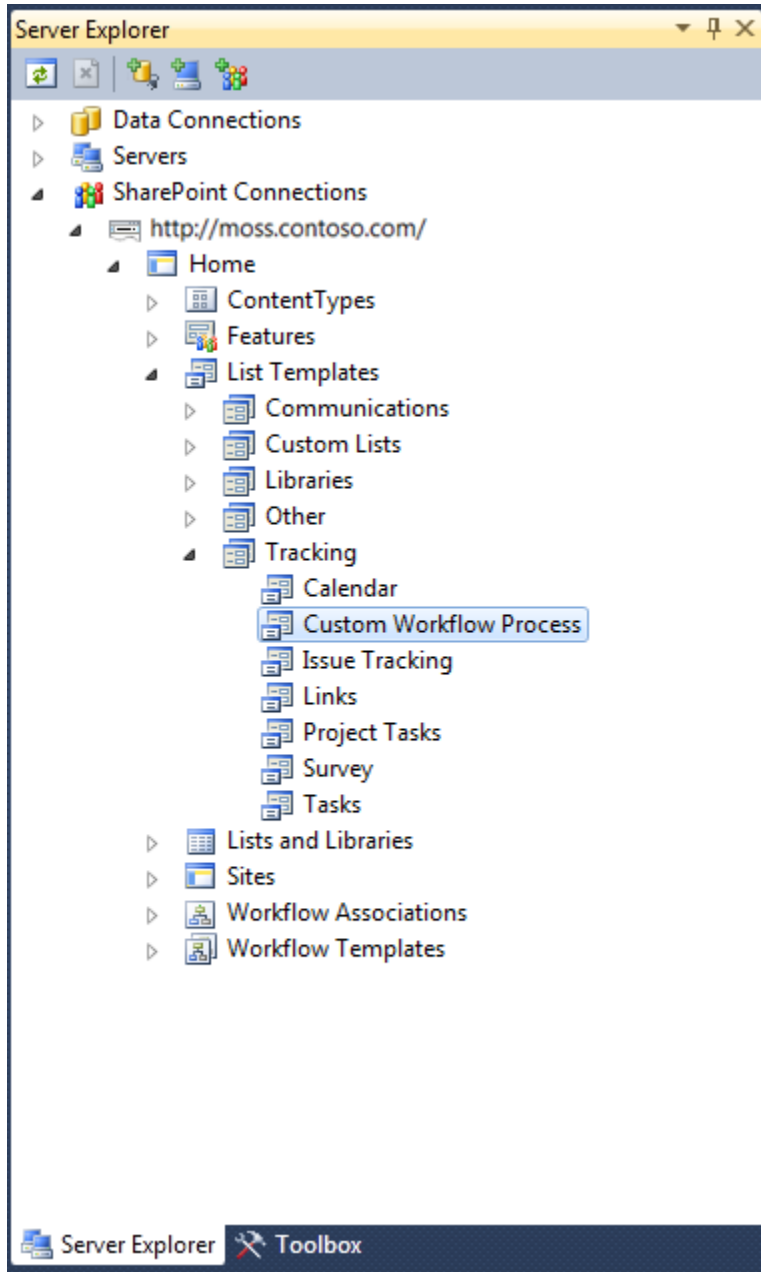 Server Explorer
Data Connections
Servers
SharePoint Connections
http://moss.contoso.com/
Home
ContentTypes
Features
List Templates
Communications
Custom Lists
Libraries
Other
Tracking
Calendar
Custom Workflow Process
Issue Tracking
Links
Project Tasks
Survey
Tasks
Lists and Libraries
Sites
Workflow Associations
Workflow Templates
Server Explorer Toolbox